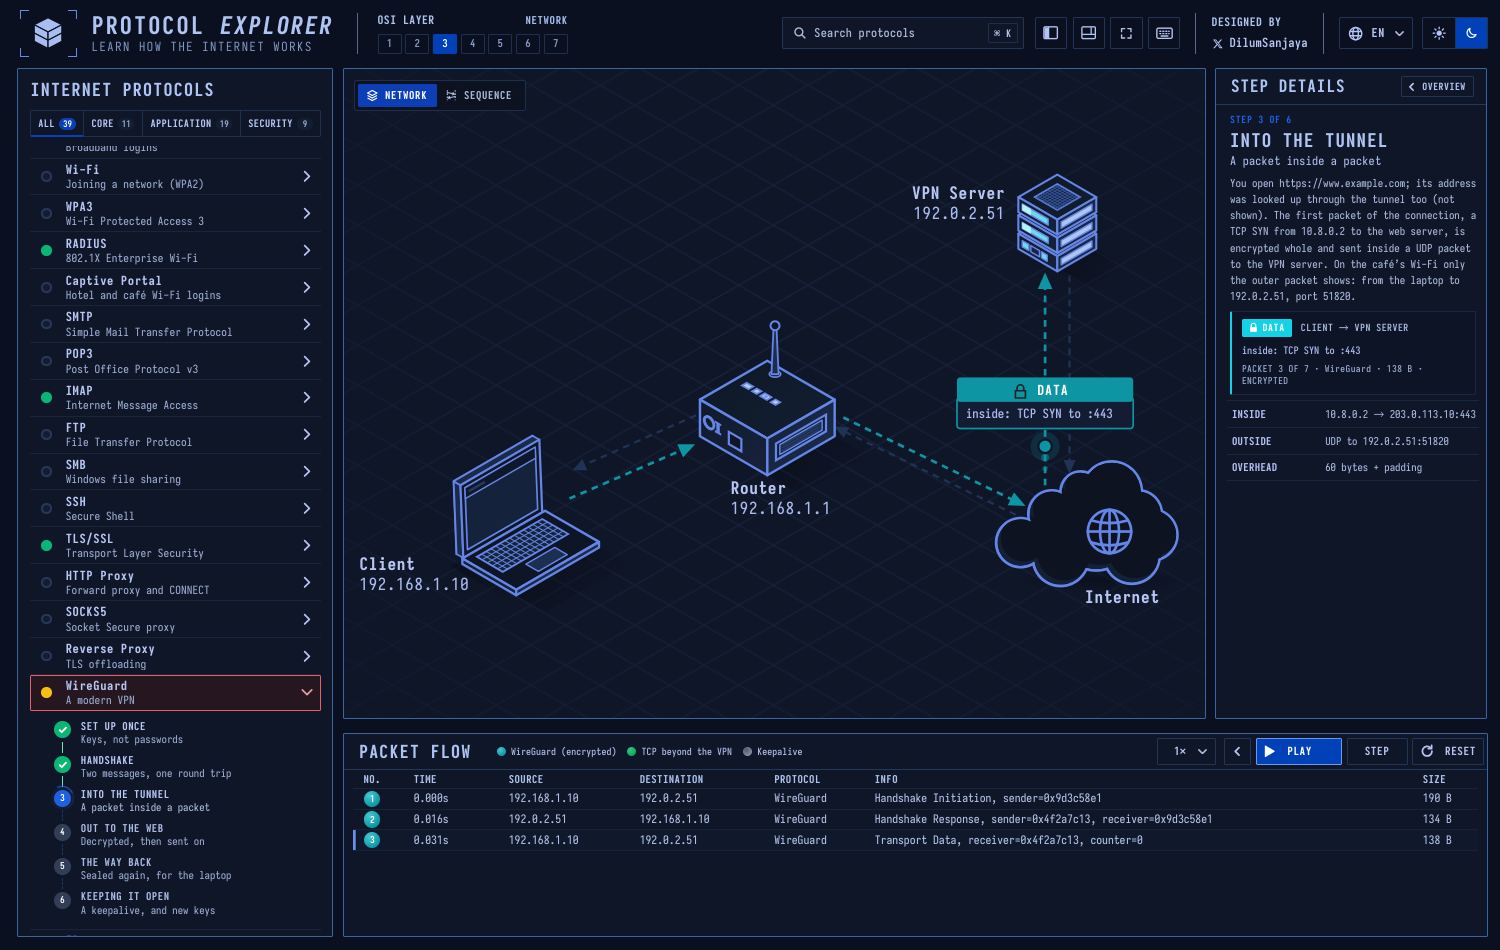 PROTOCOL EXPLORER
LEARN HOW THE INTERNET WORKS
OSI LAYER NETWORK
1 2 3 4 5 6 7
Search protocols ⌘ K
DESIGNED BY
DilumSanjaya
EN
INTERNET PROTOCOLS
ALL 39 CORE 11 APPLICATION 19 SECURITY 9
Broadband logins
Wi-Fi
Joining a network (WPA2)
WPA3
Wi-Fi Protected Access 3
RADIUS
802.1X Enterprise Wi-Fi
Captive Portal
Hotel and café Wi-Fi logins
SMTP
Simple Mail Transfer Protocol
POP3
Post Office Protocol v3
IMAP
Internet Message Access
FTP
File Transfer Protocol
SMB
Windows file sharing
SSH
Secure Shell
TLS/SSL
Transport Layer Security
HTTP Proxy
Forward proxy and CONNECT
SOCKS5
Socket Secure proxy
Reverse Proxy
TLS offloading
WireGuard
A modern VPN
SET UP ONCE
Keys, not passwords
HANDSHAKE
Two messages, one round trip
3 INTO THE TUNNEL
A packet inside a packet
4 OUT TO THE WEB
Decrypted, then sent on
5 THE WAY BACK
Sealed again, for the laptop
6 KEEPING IT OPEN
A keepalive, and new keys
NETWORK SEQUENCE
VPN Server
192.0.2.51
DATA
inside: TCP SYN to :443
Router
192.168.1.1
Client
192.168.1.10
Internet
STEP DETAILS OVERVIEW
STEP 3 OF 6
INTO THE TUNNEL
A packet inside a packet
You open https://www.example.com; its address
was looked up through the tunnel too (not
shown). The first packet of the connection, a
TCP SYN from 10.8.0.2 to the web server, is
encrypted whole and sent inside a UDP packet
to the VPN server. On the café's Wi-Fi only
the outer packet shows: from the laptop to
192.0.2.51, port 51820.
DATA CLIENT → VPN SERVER
inside: TCP SYN to :443
PACKET 3 OF 7 · WireGuard · 138 B ·
ENCRYPTED
INSIDE 10.8.0.2 → 203.0.113.10:443
OUTSIDE UDP to 192.0.2.51:51820
OVERHEAD 60 bytes + padding
PACKET FLOW WireGuard (encrypted) TCP beyond the VPN Keepalive 1× PLAY STEP RESET
NO. TIME SOURCE DESTINATION PROTOCOL INFO SIZE
1 0.000s 192.168.1.10 192.0.2.51 WireGuard Handshake Initiation, sender=0x9d3c58e1 190 B
2 0.016s 192.0.2.51 192.168.1.10 WireGuard Handshake Response, sender=0x4f2a7c13, receiver=0x9d3c58e1 134 B
3 0.031s 192.168.1.10 192.0.2.51 WireGuard Transport Data, receiver=0x4f2a7c13, counter=0 138 B